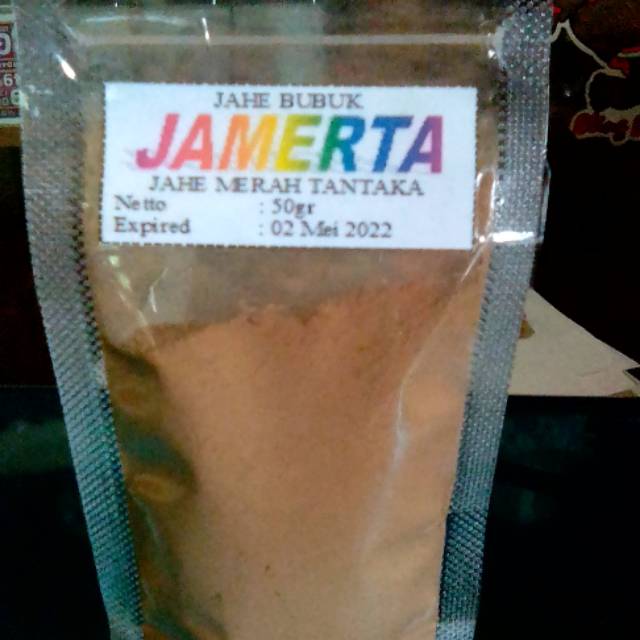 JAHE BUBUK
JAMERTA
JAHE MERAH TANTAKA
Netto : 50gr
Expired : 02 Mei 2022